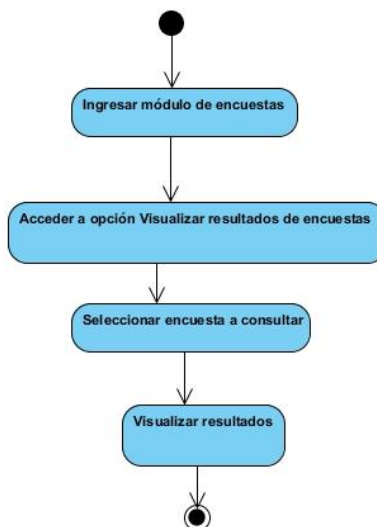 Ingresar módulo de encuestas
Acceder a opción Visualizar resultados de encuestas
Seleccionar encuesta a consultar
Visualizar resultados